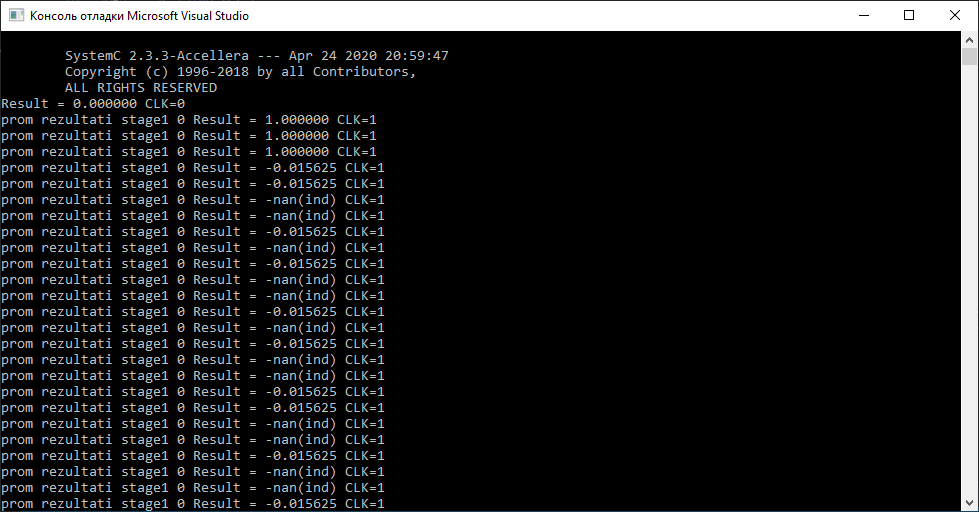 Консоль отладки Microsoft Visual Studio
SystemC 2.3.3-Accellera --- Apr 24 2020 20:59:47
Copyright (c) 1996-2018 by all Contributors,
ALL RIGHTS RESERVED
Result = 0.000000 CLK=0
prom rezultati stage1 0 Result = 1.000000 CLK=1
prom rezultati stage1 0 Result = 1.000000 CLK=1
prom rezultati stage1 0 Result = 1.000000 CLK=1
prom rezultati stage1 0 Result = -0.015625 CLK=1
prom rezultati stage1 0 Result = -0.015625 CLK=1
prom rezultati stage1 0 Result = -nan(ind) CLK=1
prom rezultati stage1 0 Result = -nan(ind) CLK=1
prom rezultati stage1 0 Result = -0.015625 CLK=1
prom rezultati stage1 0 Result = -nan(ind) CLK=1
prom rezultati stage1 0 Result = -0.015625 CLK=1
prom rezultati stage1 0 Result = -nan(ind) CLK=1
prom rezultati stage1 0 Result = -nan(ind) CLK=1
prom rezultati stage1 0 Result = -0.015625 CLK=1
prom rezultati stage1 0 Result = -nan(ind) CLK=1
prom rezultati stage1 0 Result = -0.015625 CLK=1
prom rezultati stage1 0 Result = -nan(ind) CLK=1
prom rezultati stage1 0 Result = -nan(ind) CLK=1
prom rezultati stage1 0 Result = -0.015625 CLK=1
prom rezultati stage1 0 Result = -0.015625 CLK=1
prom rezultati stage1 0 Result = -nan(ind) CLK=1
prom rezultati stage1 0 Result = -nan(ind) CLK=1
prom rezultati stage1 0 Result = -0.015625 CLK=1
prom rezultati stage1 0 Result = -nan(ind) CLK=1
prom rezultati stage1 0 Result = -nan(ind) CLK=1
prom rezultati stage1 0 Result = -0.015625 CLK=1